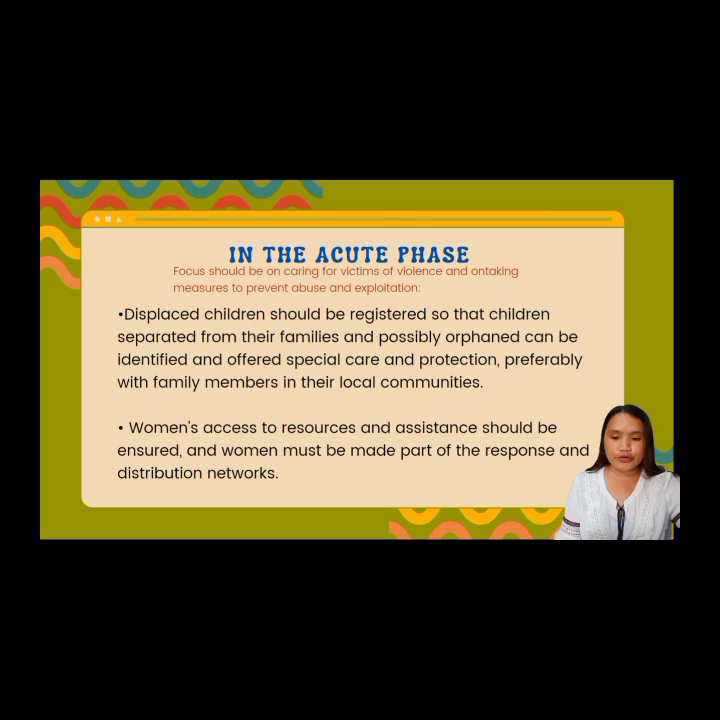 IN THE ACUTE PHASE
Focus should be on caring for victims of violence and ontaking
measures to prevent abuse and exploitation:
•Displaced children should be registered so that children
separated from their families and possibly orphaned can be
identified and offered special care and protection, preferably
with family members in their local communities.
• Women's access to resources and assistance should be
ensured, and women must be made part of the response and
distribution networks.